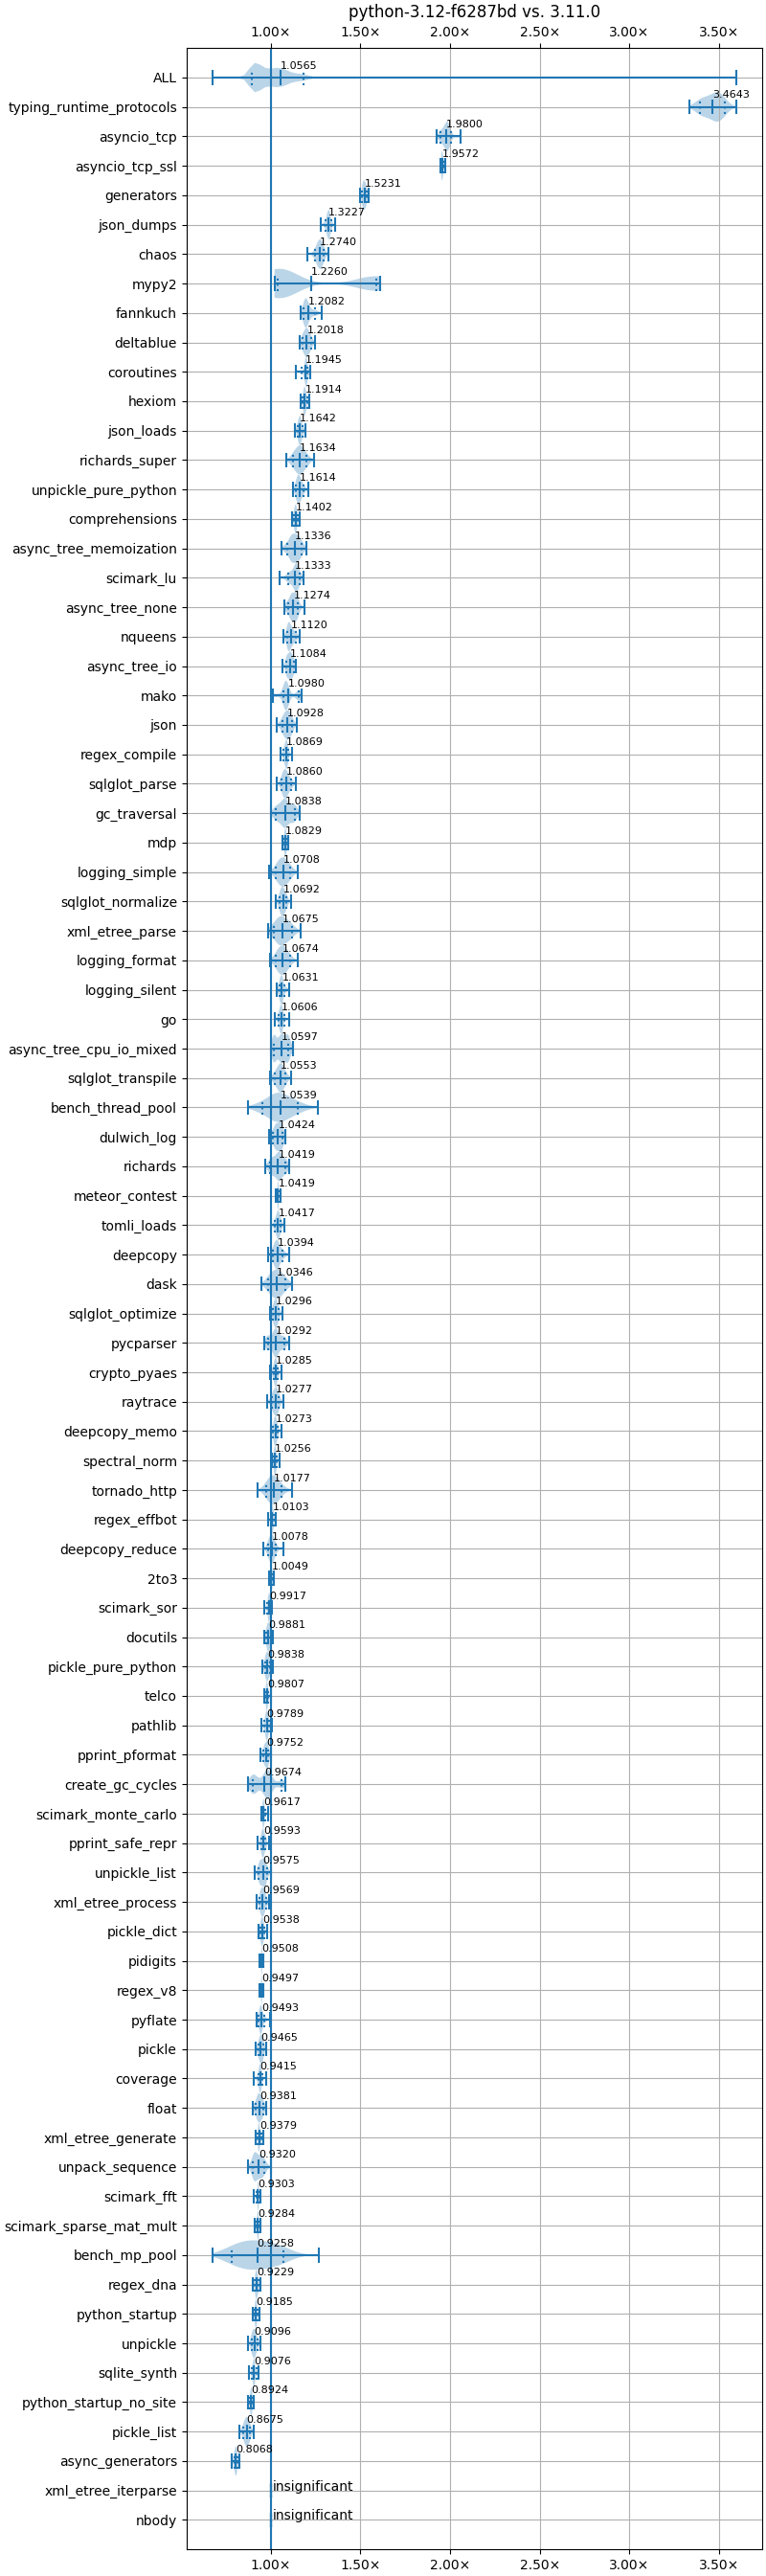 python-3.12-f6287bd vs. 3.11.0
1.00× 1.50× 2.00× 2.50× 3.00× 3.50×
ALL 1.0565
typing_runtime_protocols 3.4643
asyncio_tcp 1.9800
asyncio_tcp_ssl 1.9572
generators 1.5231
json_dumps 1.3227
chaos 1.2740
mypy2 1.2260
fannkuch 1.2082
deltablue 1.2018
coroutines 1.1945
hexiom 1.1914
json_loads 1.1642
richards_super 1.1634
unpickle_pure_python 1.1614
comprehensions 1.1402
async_tree_memoization 1.1336
scimark_lu 1.1333
async_tree_none 1.1274
nqueens 1.1120
async_tree_io 1.1084
mako 1.0980
json 1.0928
regex_compile 1.0869
sqlglot_parse 1.0860
gc_traversal 1.0838
mdp 1.0829
logging_simple 1.0708
sqlglot_normalize 1.0692
xml_etree_parse 1.0675
logging_format 1.0674
logging_silent 1.0631
go 1.0606
async_tree_cpu_io_mixed 1.0597
sqlglot_transpile 1.0553
bench_thread_pool 1.0539
dulwich_log 1.0424
richards 1.0419
meteor_contest 1.0419
tomli_loads 1.0417
deepcopy 1.0394
dask 1.0346
sqlglot_optimize 1.0296
pycparser 1.0292
crypto_pyaes 1.0285
raytrace 1.0277
deepcopy_memo 1.0273
spectral_norm 1.0256
tornado_http 1.0177
regex_effbot 1.0103
deepcopy_reduce 1.0078
2to3 1.0049
scimark_sor 0.9917
docutils 0.9881
pickle_pure_python 0.9838
telco 0.9807
pathlib 0.9789
pprint_pformat 0.9752
create_gc_cycles 0.9674
scimark_monte_carlo 0.9617
pprint_safe_repr 0.9593
unpickle_list 0.9575
xml_etree_process 0.9569
pickle_dict 0.9538
pidigits 0.9508
regex_v8 0.9497
pyflate 0.9493
pickle 0.9465
coverage 0.9415
float 0.9381
xml_etree_generate 0.9379
unpack_sequence 0.9320
scimark_fft 0.9303
scimark_sparse_mat_mult 0.9284
bench_mp_pool 0.9258
regex_dna 0.9229
python_startup 0.9185
unpickle 0.9096
sqlite_synth 0.9076
python_startup_no_site 0.8924
pickle_list 0.8675
async_generators 0.8068
xml_etree_iterparse insignificant
nbody insignificant
1.00× 1.50× 2.00× 2.50× 3.00× 3.50×